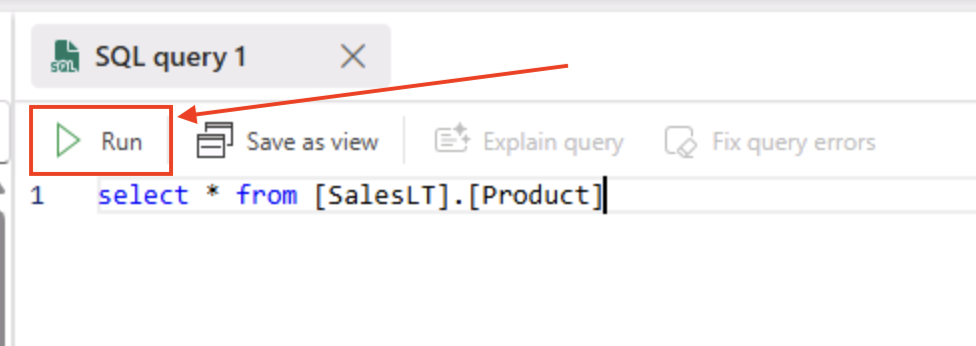 SQL
SQL query 1
Run
Save as view
Explain query
Fix query errors
1
select * from [SalesLT].[Product]